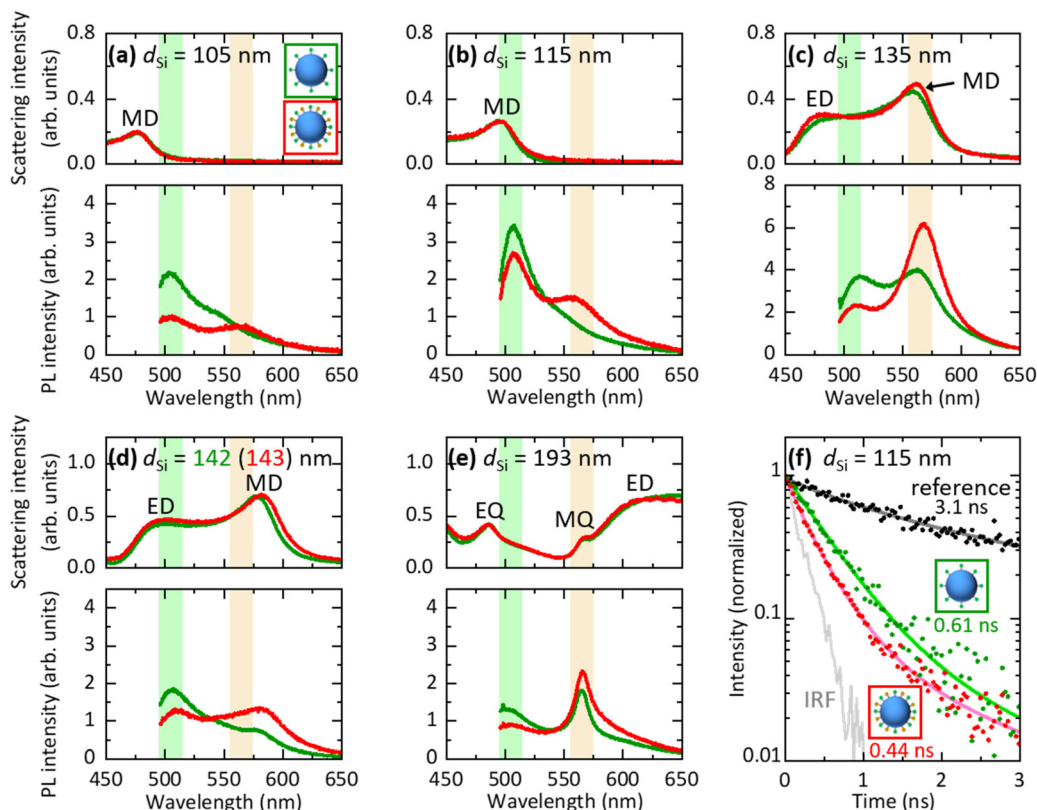 (a) dSi = 105 nm
MD
Scattering intensity
(arb. units)
0.8
0.4
0.0
(b) dSi = 115 nm
MD
0.8
0.4
0.0
(c) dSi = 135 nm
ED
MD
0.8
0.4
0.0
PL intensity (arb. units)
4
3
2
1
0
450 500 550 600 650
Wavelength (nm)
4
3
2
1
0
450 500 550 600 650
Wavelength (nm)
8
6
4
2
0
450 500 550 600 650
Wavelength (nm)
(d) dSi = 142 (143) nm
ED
MD
Scattering intensity
(arb. units)
1.0
0.5
0.0
(e) dSi = 193 nm
EQ
MQ
ED
1.0
0.5
0.0
PL intensity (arb. units)
4
3
2
1
0
450 500 550 600 650
Wavelength (nm)
4
3
2
1
0
450 500 550 600 650
Wavelength (nm)
(f) dSi = 115 nm
reference
3.1 ns
0.61 ns
IRF
0.44 ns
Intensity (normalized)
1
0.1
0.01
0 1 2 3
Time (ns)